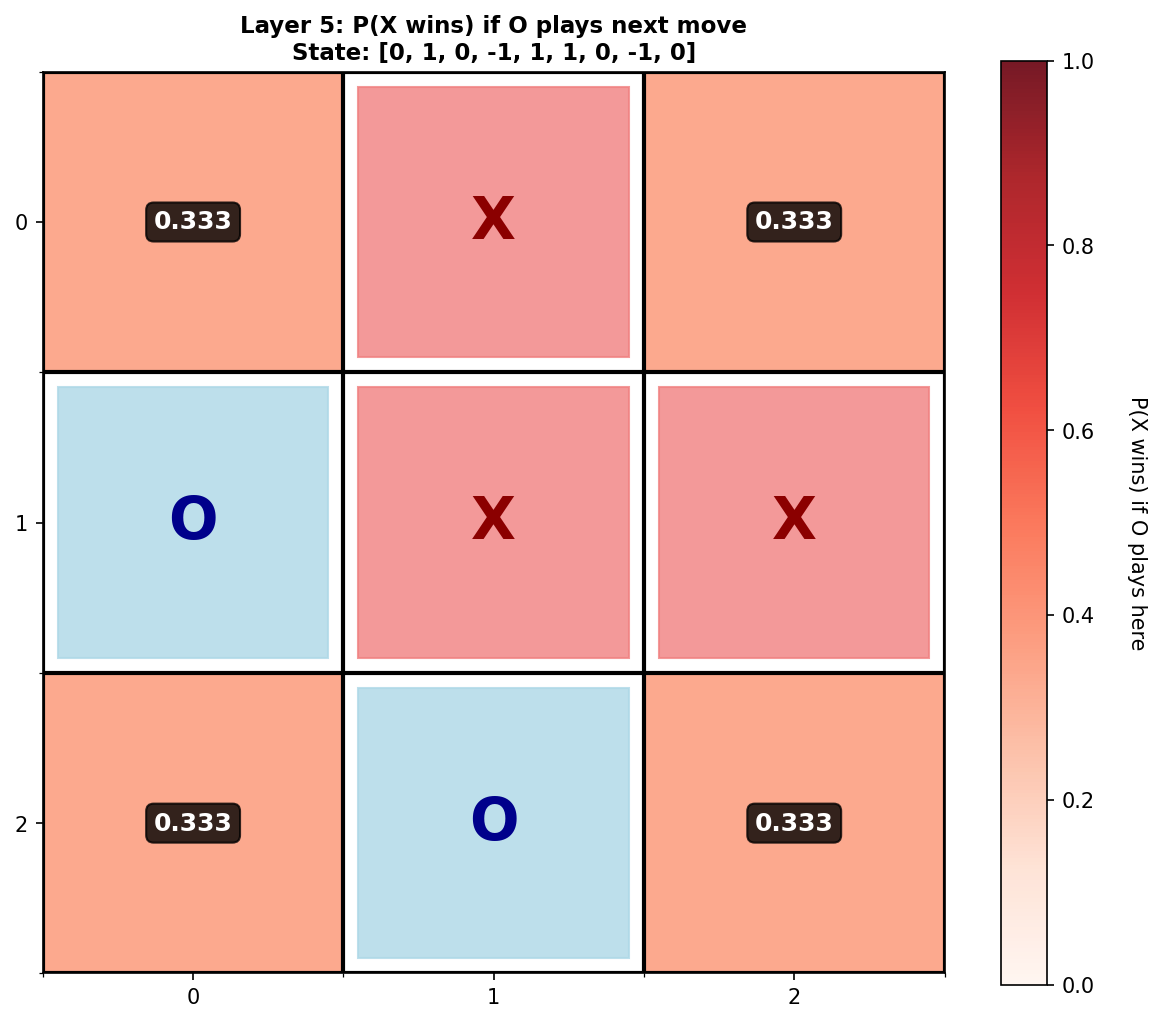 Layer 5: P(X wins) if O plays next move
State: [0, 1, 0, -1, 1, 1, 0, -1, 0]
0
0.333
X
0.333
1
O
X
X
2
0.333
O
0.333
0
1
2
1.0
0.8
0.6
0.4
0.2
0.0
P(X wins) if O plays here